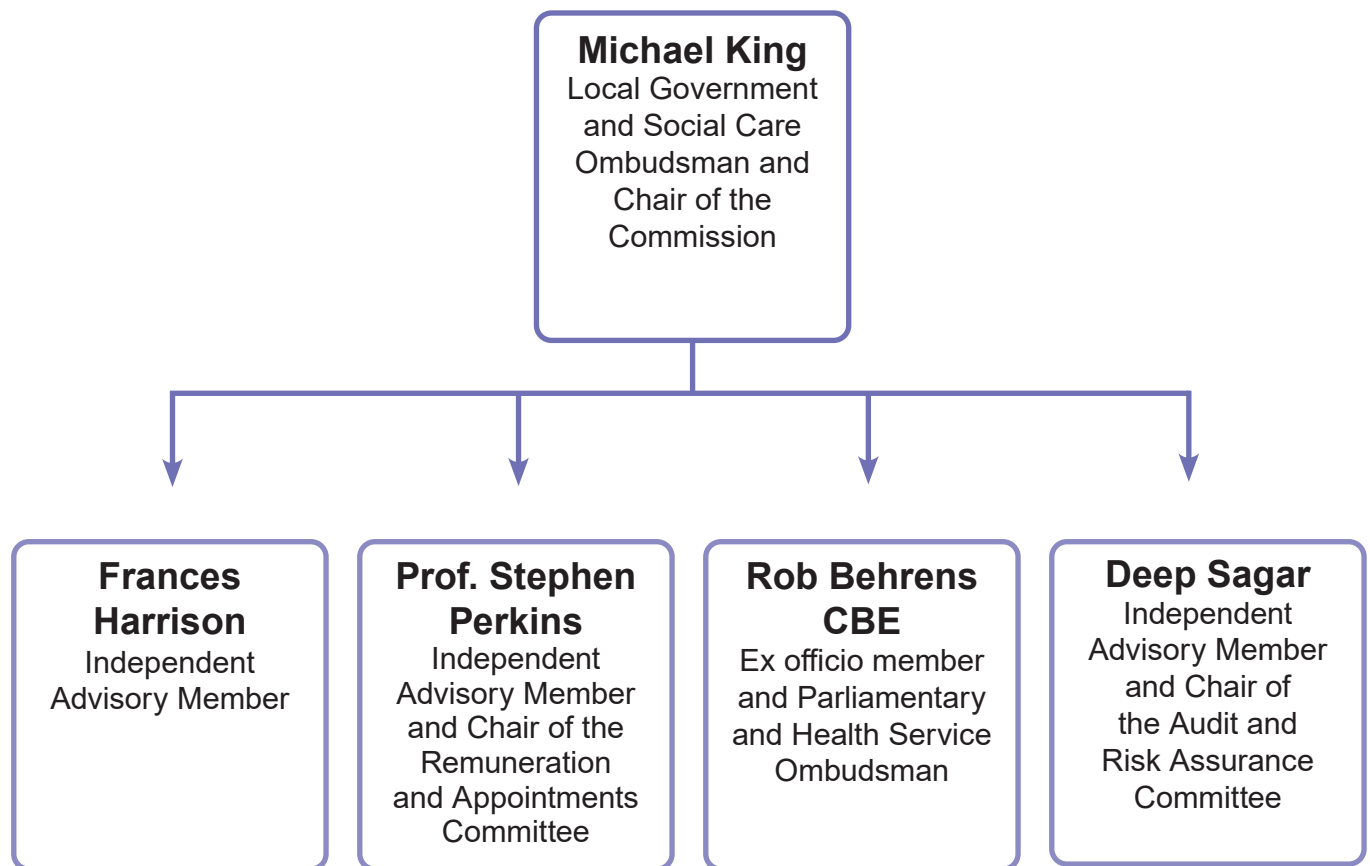 Michael King
Local Government
and Social Care
Ombudsman and
Chair of the
Commission
Frances
Harrison
Independent
Advisory Member
Prof. Stephen
Perkins
Independent
Advisory Member
and Chair of the
Remuneration
and Appointments
Committee
Rob Behrens
CBE
Ex officio member
and Parliamentary
and Health Service
Ombudsman
Deep Sagar
Independent
Advisory Member
and Chair of
the Audit and
Risk Assurance
Committee